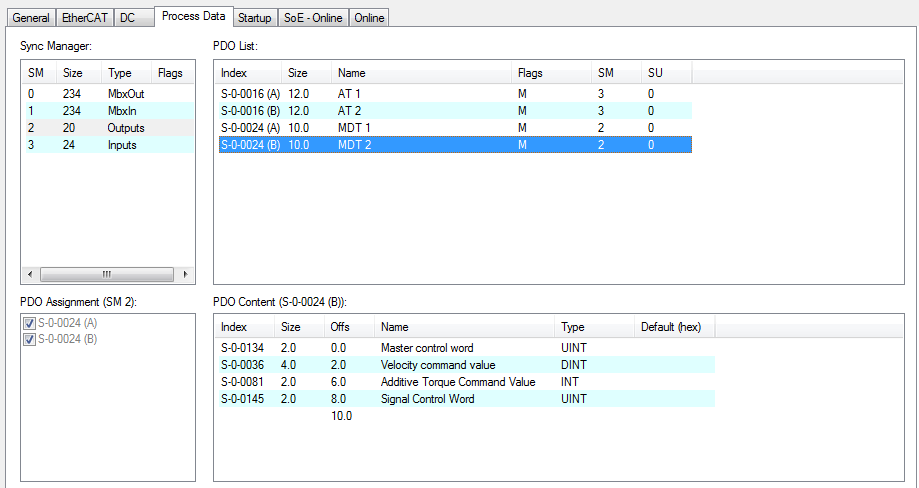 General EtherCAT DC Process Data Startup SoE - Online Online
Sync Manager:
SM Size Type Flags
0 234 MbxOut
1 234 MbxIn
2 20 Outputs
3 24 Inputs
PDO List:
Index Size Name Flags SM SU
S-0-0016 (A) 12.0 AT 1 M 3 0
S-0-0016 (B) 12.0 AT 2 M 3 0
S-0-0024 (A) 10.0 MDT 1 M 2 0
S-0-0024 (B) 10.0 MDT 2 M 2 0
PDO Assignment (SM 2):
S-0-0024 (A)
S-0-0024 (B)
PDO Content (S-0-0024 (B)):
Index Size Offs Name Type Default (hex)
S-0-0134 2.0 0.0 Master control word UINT
S-0-0036 4.0 2.0 Velocity command value DINT
S-0-0081 2.0 6.0 Additive Torque Command Value INT
S-0-0145 2.0 8.0 Signal Control Word UINT
10.0